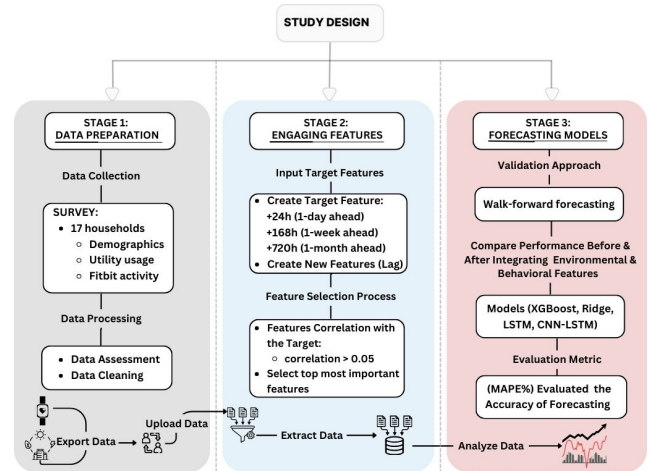 STUDY DESIGN
STAGE 1:
DATA PREPARATION
Data Collection
SURVEY:
• 17 households
○ Demographics
○ Utility usage
○ Fitbit activity
Data Processing
• Data Assessment
• Data Cleaning
Export Data
Upload Data
STAGE 2:
ENGAGING FEATURES
Input Target Features
• Create Target Feature:
+24h (1-day ahead)
+168h (1-week ahead)
+720h (1-month ahead)
• Create New Features (Lag)
Feature Selection Process
• Features Correlation with
the Target:
○ correlation > 0.05
• Select top most important
features
Extract Data
STAGE 3:
FORECASTING MODELS
Validation Approach
Walk-forward forecasting
Compare Performance Before &
After Integrating Environmental &
Behavioral Features
Models (XGBoost, Ridge,
LSTM, CNN-LSTM)
Evaluation Metric
(MAPE%) Evaluated the
Accuracy of Forecasting
Analyze Data